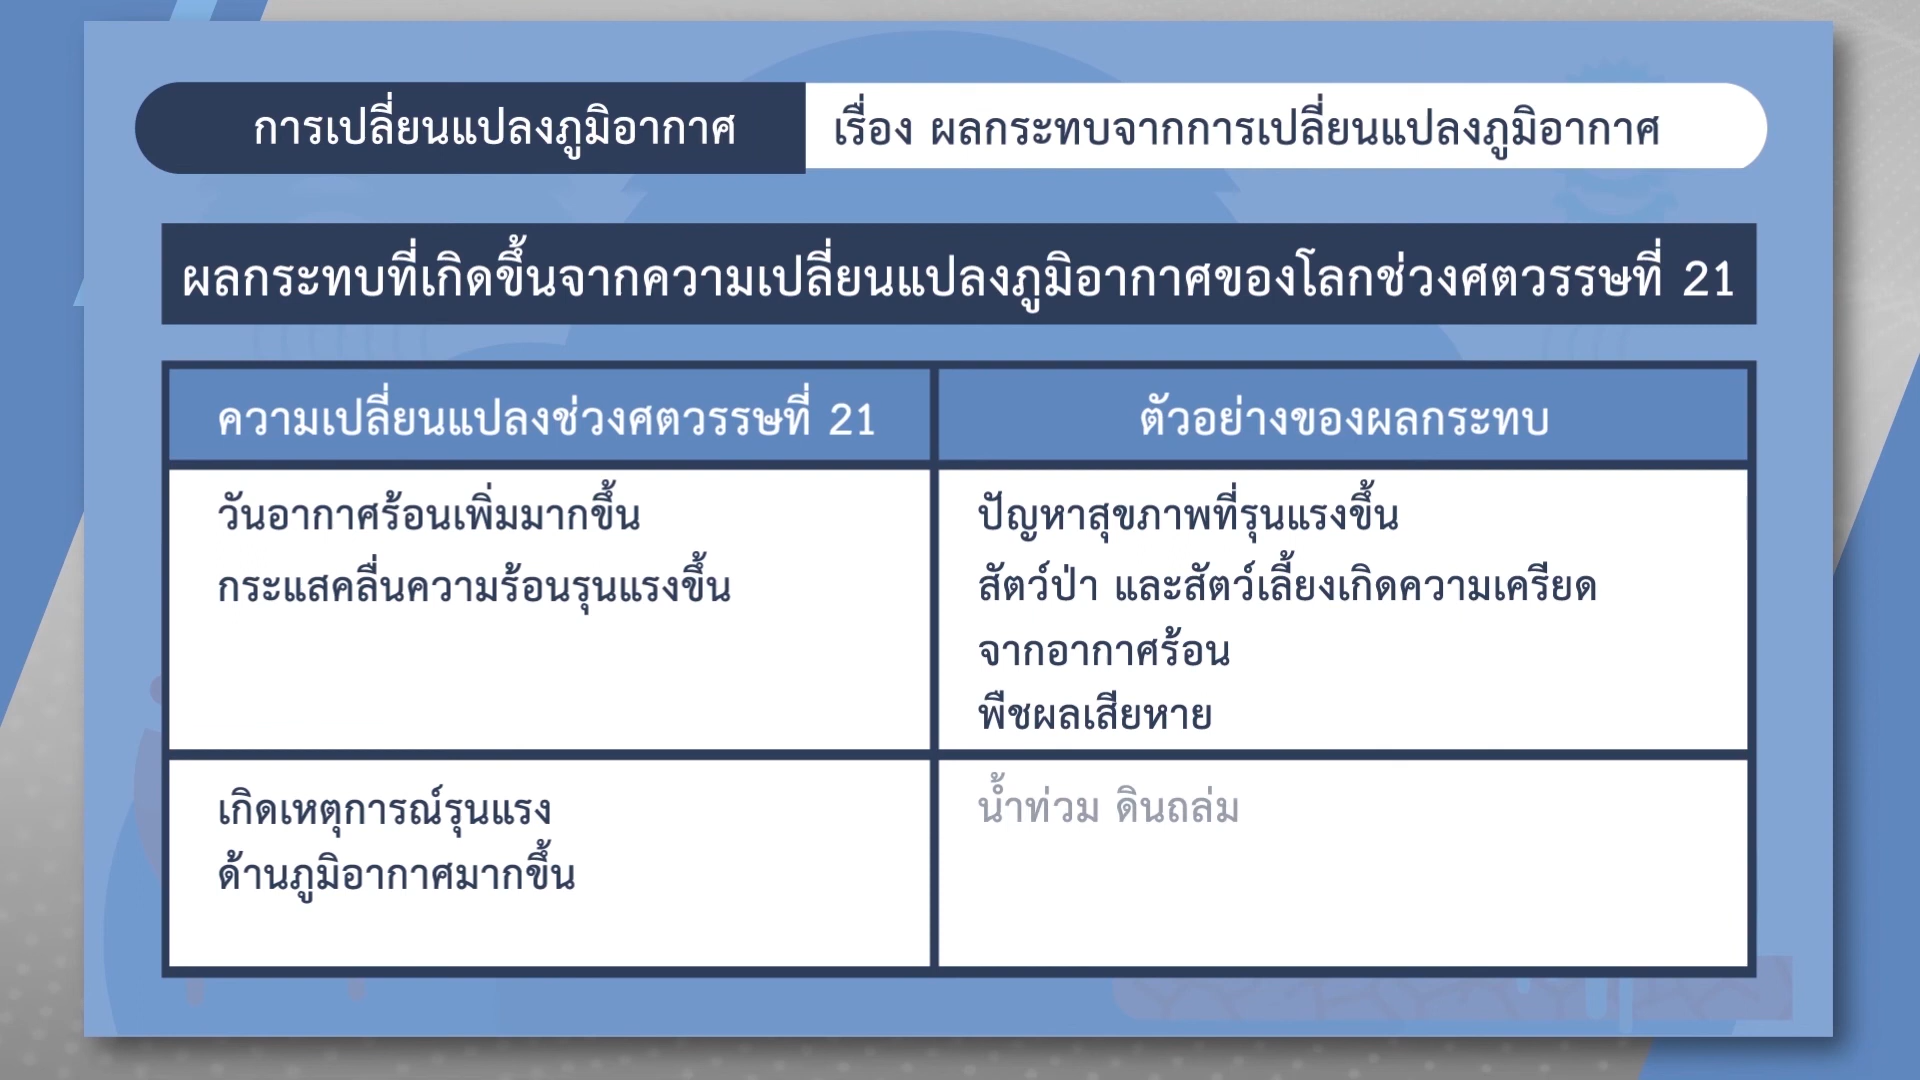 การเปลี่ยนแปลงภูมิอากาศ
เรื่อง ผลกระทบจากการเปลี่ยนแปลงภูมิอากาศ
ผลกระทบที่เกิดขึ้นจากความเปลี่ยนแปลงภูมิอากาศของโลกช่วงศตวรรษที่ 21
ความเปลี่ยนแปลงช่วงศตวรรษที่ 21
ตัวอย่างของผลกระทบ
วันอากาศร้อนเพิ่มมากขึ้น
กระแสคลื่นความร้อนรุนแรงขึ้น
ปัญหาสุขภาพที่รุนแรงขึ้น
สัตว์ป่า และสัตว์เลี้ยงเกิดความเครียด
จากอากาศร้อน
พืชผลเสียหาย
เกิดเหตุการณ์รุนแรง
ด้านภูมิอากาศมากขึ้น
น้ำท่วม ดินถล่ม